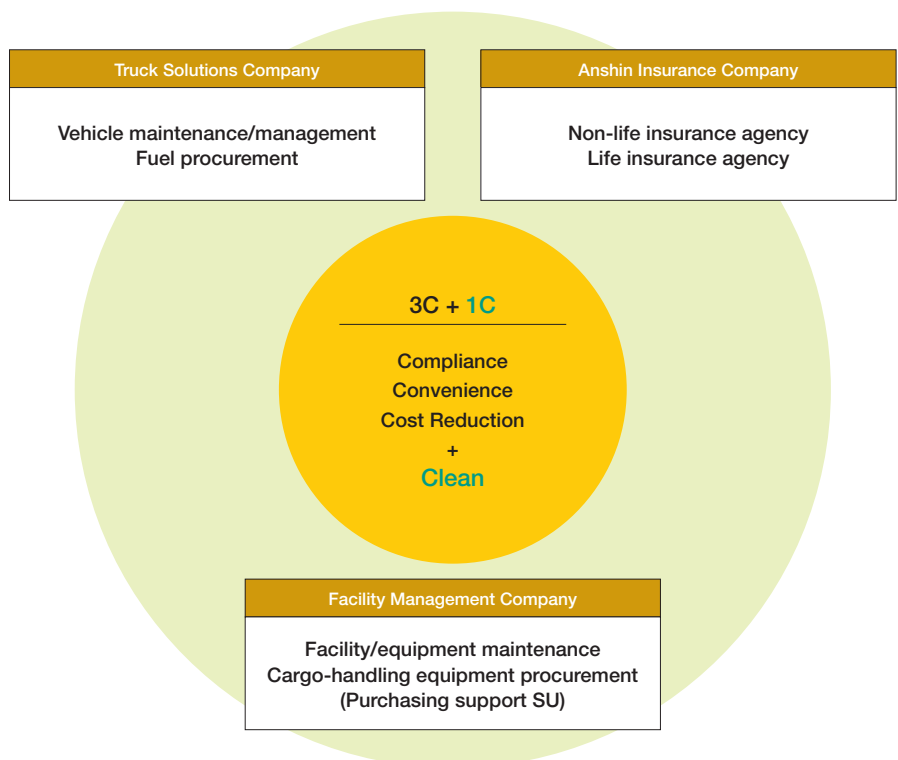 Truck Solutions Company
Vehicle maintenance/management
Fuel procurement
Anshin Insurance Company
Non-life insurance agency
Life insurance agency
3C + 1C
Compliance
Convenience
Cost Reduction
+
Clean
Facility Management Company
Facility/equipment maintenance
Cargo-handling equipment procurement
(Purchasing support SU)